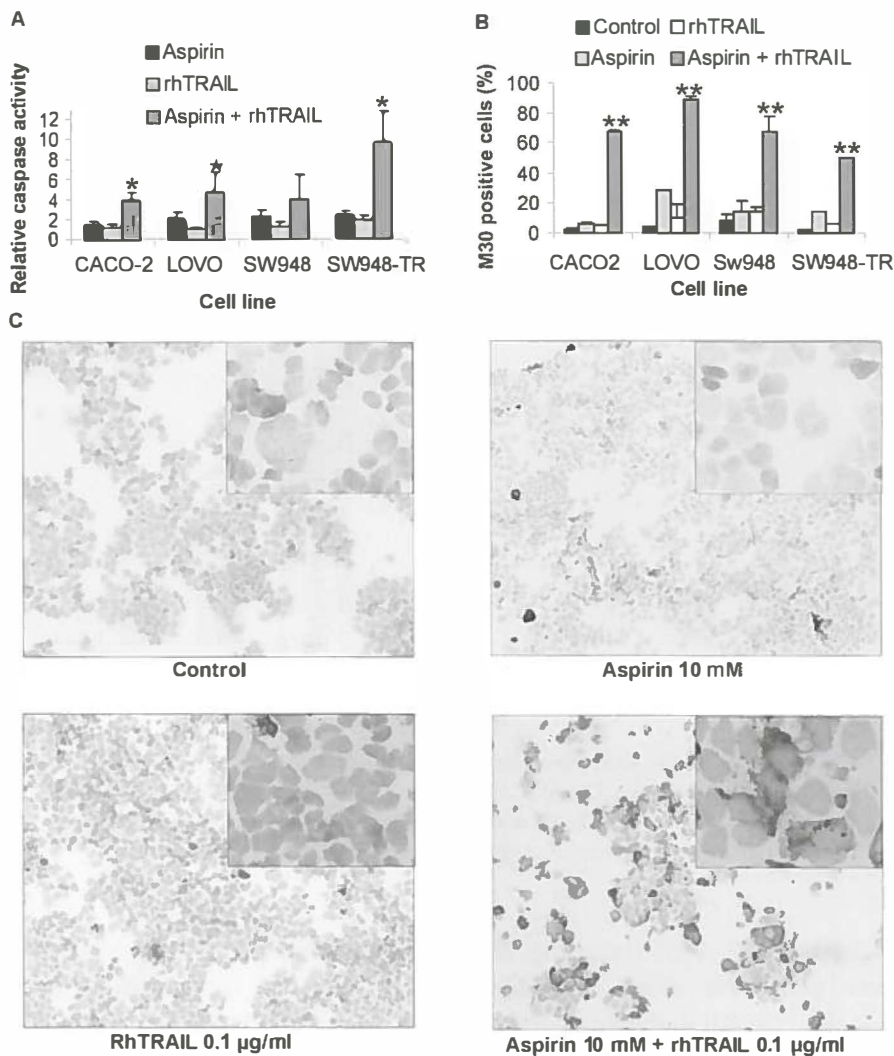 A
Aspirin
rhTRAIL
Aspirin + rhTRAIL
Relative caspase activity
12
10
8
6
4
2
0
*
*
*
CACO-2 LOVO SW948 SW948-TR
Cell line
B
Control rhTRAIL
Aspirin Aspirin + rhTRAIL
M30 positive cells (%)
100
80
60
40
20
0
**
**
**
**
CACO2 LOVO Sw948 SW948-TR
Cell line
C
Control
Aspirin 10 mM
RhTRAIL 0.1 µg/ml
Aspirin 10 mM + rhTRAIL 0.1 µg/ml